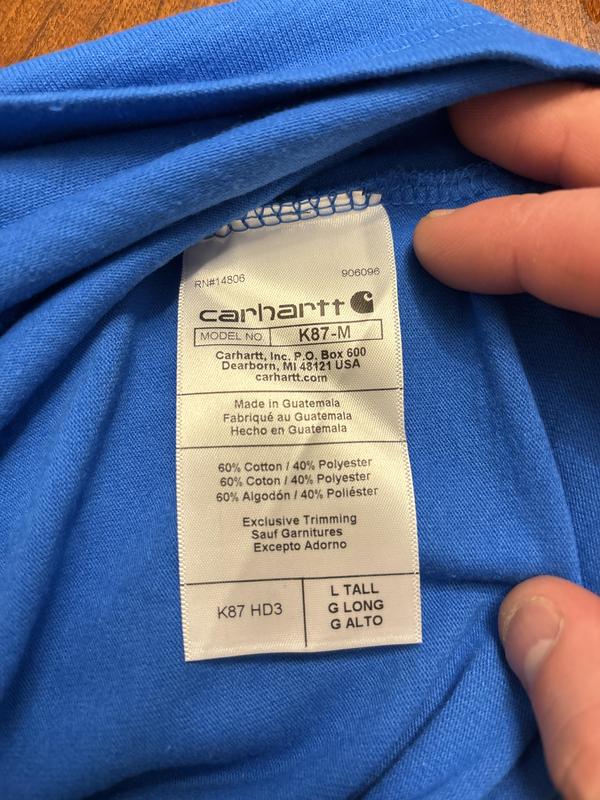 RN#14806 906096
carhartt
MODEL NO. K87-M
Carhartt, Inc. P.O. Box 600
Dearborn, MI 48121 USA
carhartt.com
Made in Guatemala
Fabriqué au Guatemala
Hecho en Guatemala
60% Cotton / 40% Polyester
60% Coton / 40% Polyester
60% Algodón / 40% Poliéster
Exclusive Trimming
Sauf Garnitures
Excepto Adorno
K87 HD3
L TALL
G LONG
G ALTO